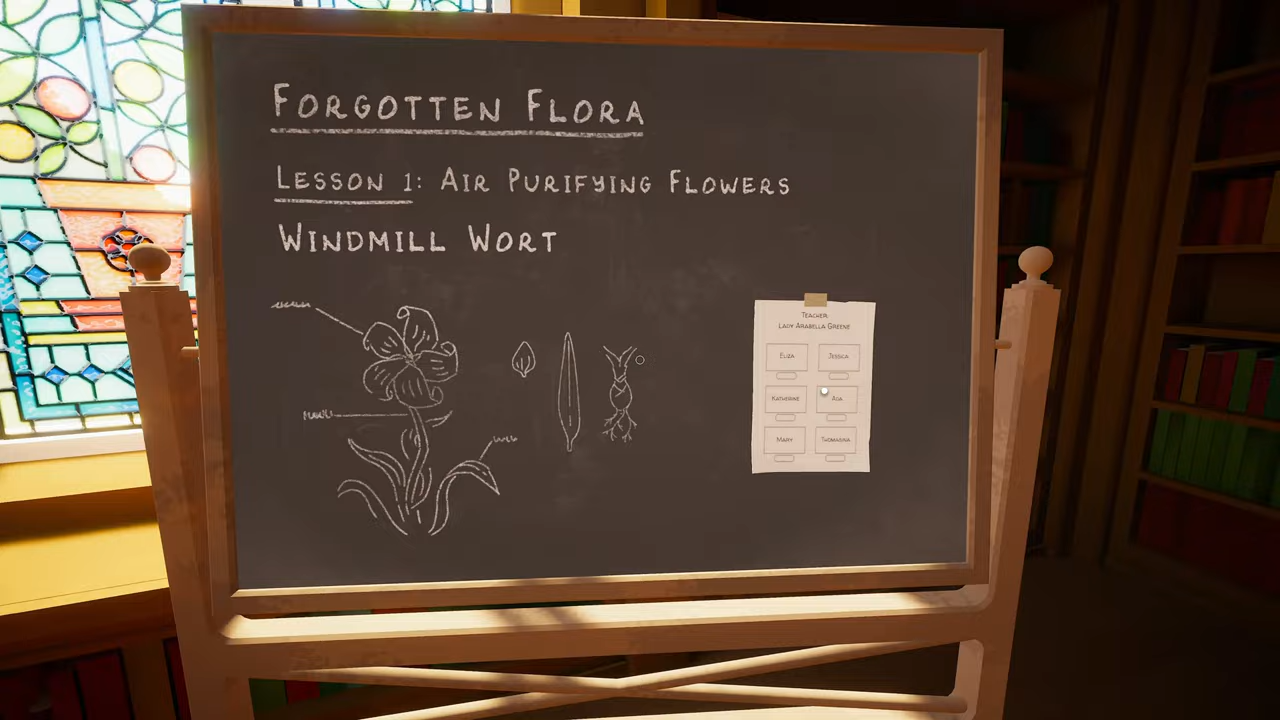 FORGOTTEN FLORA
LESSON 1: AIR PURIFYING FLOWERS
WINDMILL WORT
TEACHER:
LADY ARABELLA GREENE
ELIZA
JESSICA
KATHERINE
ADA
MARY
THOMASINA